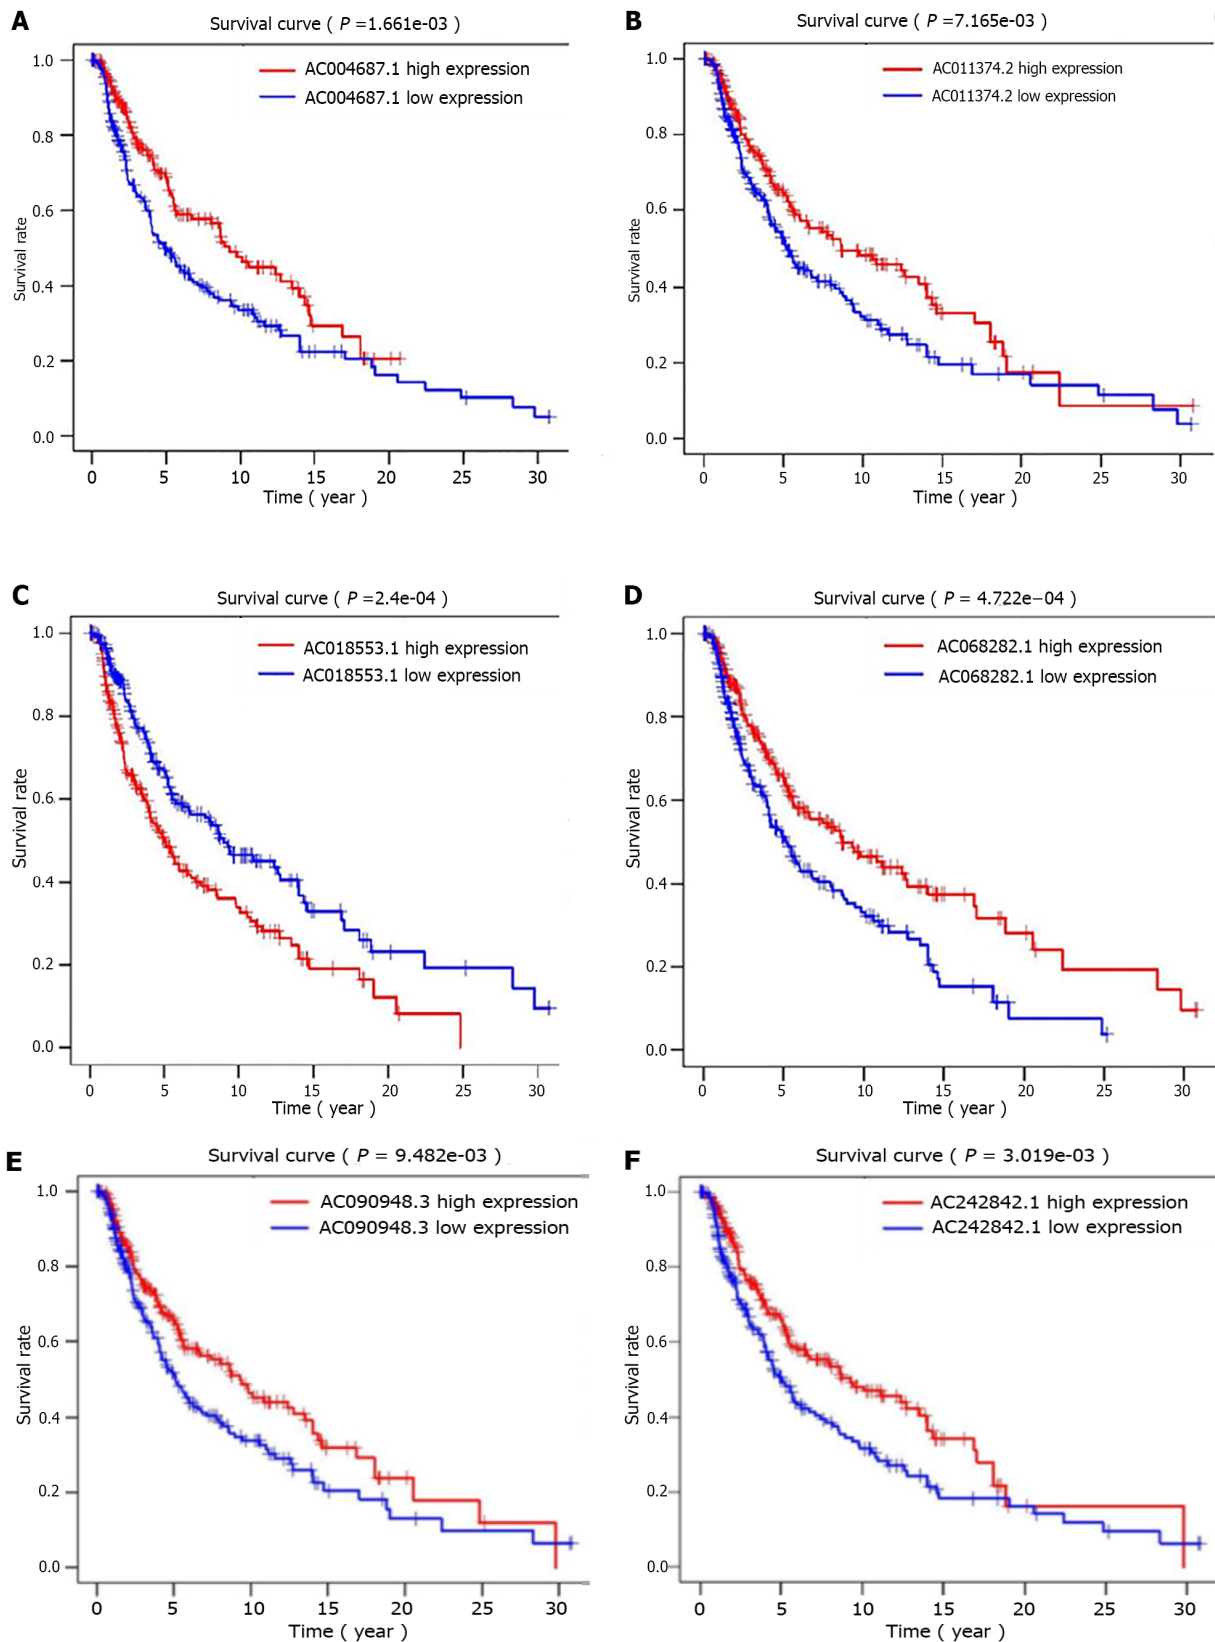 A
Survival curve ( P =1.661e-03 )
AC004687.1 high expression
AC004687.1 low expression
Survival rate
1.0
0.8
0.6
0.4
0.2
0.0
0 5 10 15 20 25 30
Time ( year )
B
Survival curve ( P =7.165e-03 )
AC011374.2 high expression
AC011374.2 low expression
Survival rate
1.0
0.8
0.6
0.4
0.2
0.0
0 5 10 15 20 25 30
Time ( year )
C
Survival curve ( P =2.4e-04 )
AC018553.1 high expression
AC018553.1 low expression
Survival rate
1.0
0.8
0.6
0.4
0.2
0.0
0 5 10 15 20 25 30
Time ( year )
D
Survival curve ( P = 4.722e−04 )
AC068282.1 high expression
AC068282.1 low expression
Survival rate
1.0
0.8
0.6
0.4
0.2
0.0
0 5 10 15 20 25 30
Time ( year )
E
Survival curve ( P = 9.482e-03 )
AC090948.3 high expression
AC090948.3 low expression
Survival rate
1.0
0.8
0.6
0.4
0.2
0.0
0 5 10 15 20 25 30
Time ( year )
F
Survival curve ( P = 3.019e-03 )
AC242842.1 high expression
AC242842.1 low expression
Survival rate
1.0
0.8
0.6
0.4
0.2
0.0
0 5 10 15 20 25 30
Time ( year )